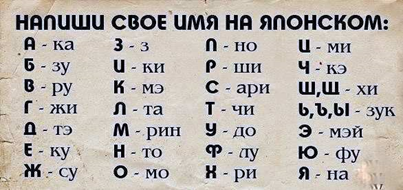 НАПИШИ СВОЕ ИМЯ НА ЯПОНСКОМ:
А - ка З - з П - но Ц - ми
Б - зу И - ки Р - ши Ч - кэ
В - ру К - мэ С - ари Ш,Щ - хи
Г - жи Л - та Т - чи Ь,Ъ,Ы - зук
Д - тэ М - рин У - до Э - мэй
Е - ку Н - то Ф - лу Ю - фу
Ж - су О - мо Х - ри Я - на